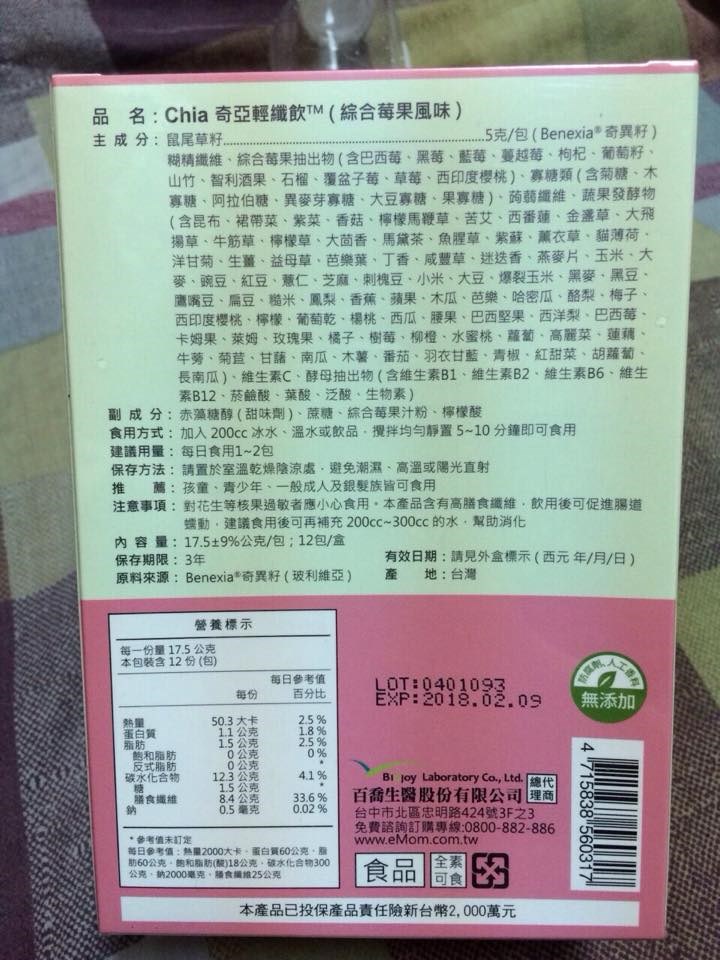 品 名：Chia 奇亞輕纖飲™ ( 綜合莓果風味 )
主 成 分：鼠尾草籽.............................................5克/包 ( Benexia® 奇異籽 )
糊精纖維、綜合莓果抽出物 ( 含巴西莓、黑莓、藍莓、蔓越莓、枸杞、葡萄籽、
山竹、智利酒果、石榴、覆盆子莓、草莓、西印度櫻桃 )、寡糖類 ( 含菊糖、木
寡糖、阿拉伯糖、異麥芽寡糖、大豆寡糖、果寡糖 )、蒟蒻纖維、蔬果發酵物
( 含昆布、裙帶菜、紫菜、香菇、檸檬馬鞭草、苦艾、西番蓮、金盞草、大飛
揚草、牛筋草、檸檬草、大茴香、馬黛茶、魚腥草、紫蘇、薰衣草、貓薄荷、
洋甘菊、生薑、益母草、芭樂葉、丁香、咸豐草、迷迭香、燕麥片、玉米、大
麥、豌豆、紅豆、薏仁、芝麻、刺槐豆、小米、大豆、爆裂玉米、黑麥、黑豆、
鷹嘴豆、扁豆、糙米、鳳梨、香蕉、蘋果、木瓜、芭樂、哈密瓜、酪梨、梅子、
西印度櫻桃、檸檬、葡萄乾、楊桃、西瓜、腰果、巴西堅果、西洋梨、巴西莓、
卡姆果、萊姆、玫瑰果、橘子、樹莓、柳橙、水蜜桃、蘿蔔、高麗菜、蓮藕、
牛蒡、菊苣、甘藷、南瓜、木薯、番茄、羽衣甘藍、青椒、紅甜菜、胡蘿蔔、
長南瓜 )、維生素C、酵母抽出物 ( 含維生素B1、維生素B2、維生素B6、維生
素B12、菸鹼酸、葉酸、泛酸、生物素 )
副 成 分：赤藻糖醇 ( 甜味劑 )、蔗糖、綜合莓果汁粉、檸檬酸
食用方式：加入 200cc 冰水、溫水或飲品，攪拌均勻靜置 5~10 分鐘即可食用
建議用量：每日食用1~2包
保存方法：請置於室溫乾燥陰涼處，避免潮濕、高溫或陽光直射
推 薦：孩童、青少年、一般成人及銀髮族皆可食用
注意事項：對花生等核果過敏者應小心食用。本產品含有高膳食纖維，飲用後可促進腸道
蠕動，建議食用後可再補充 200cc~300cc 的水，幫助消化
內 容 量：17.5±9%公克/包；12包/盒
保存期限：3年 有效日期：請見外盒標示 ( 西元 年/月/日 )
原料來源：Benexia®奇異籽 ( 玻利維亞 ) 產 地：台灣
營養標示
每一份量 17.5 公克
本包裝含 12 份 (包)
每日參考值
每份 百分比
熱量 50.3 大卡 2.5 %
蛋白質 1.1 公克 1.8 %
脂肪 1.5 公克 2.5 %
飽和脂肪 0 公克 0 %
反式脂肪 0 公克 *
碳水化合物 12.3 公克 4.1 %
糖 1.5 公克 *
膳食纖維 8.4 公克 33.6 %
鈉 0.5 毫克 0.02 %
* 參考值未訂定
每日參考值：熱量2000大卡、蛋白質60公克、脂
肪60公克、飽和脂肪(酸)18公克、碳水化合物300
公克、鈉2000毫克、膳食纖維25公克
LOT:0401093
EXP:2018.02.09
防腐劑、人工香料
無添加
Bi joy Laboratory Co., Ltd.
百喬生醫股份有限公司 總代理商
台中市北區忠明路424號3F之3
免費諮詢訂購專線:0800-882-886
www.eMom.com.tw
食品 全素可食
4 715838 560317
本產品已投保產品責任險新台幣2, 000萬元